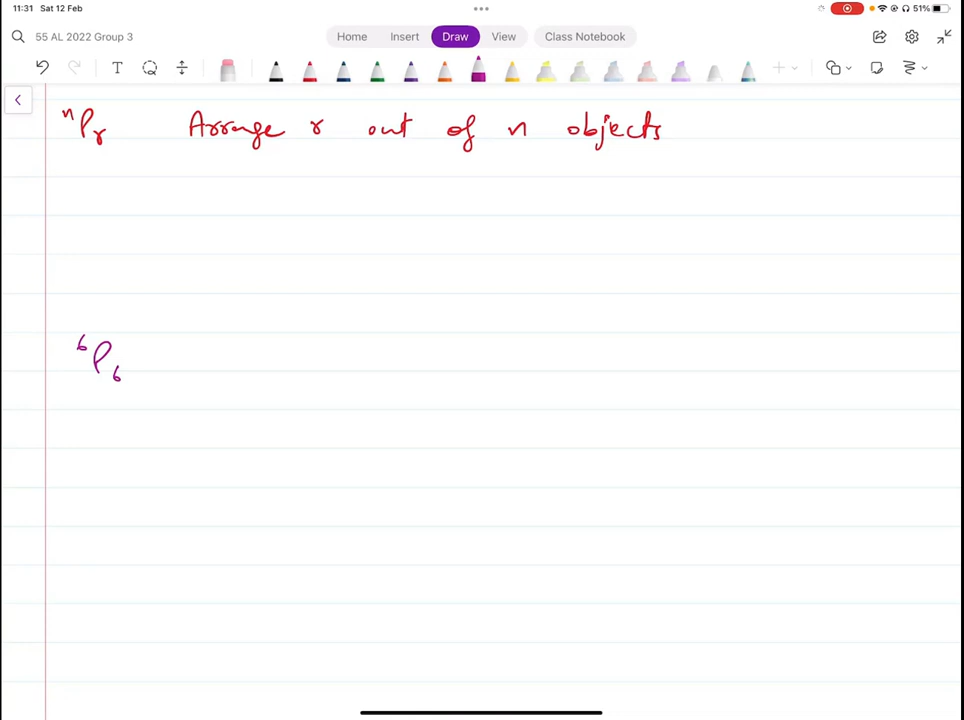 11:31 Sat 12 Feb
51%
55 AL 2022 Group 3
Home Insert Draw View Class Notebook
T
ⁿPᵣ Arrange r out of n objects
⁶P₆